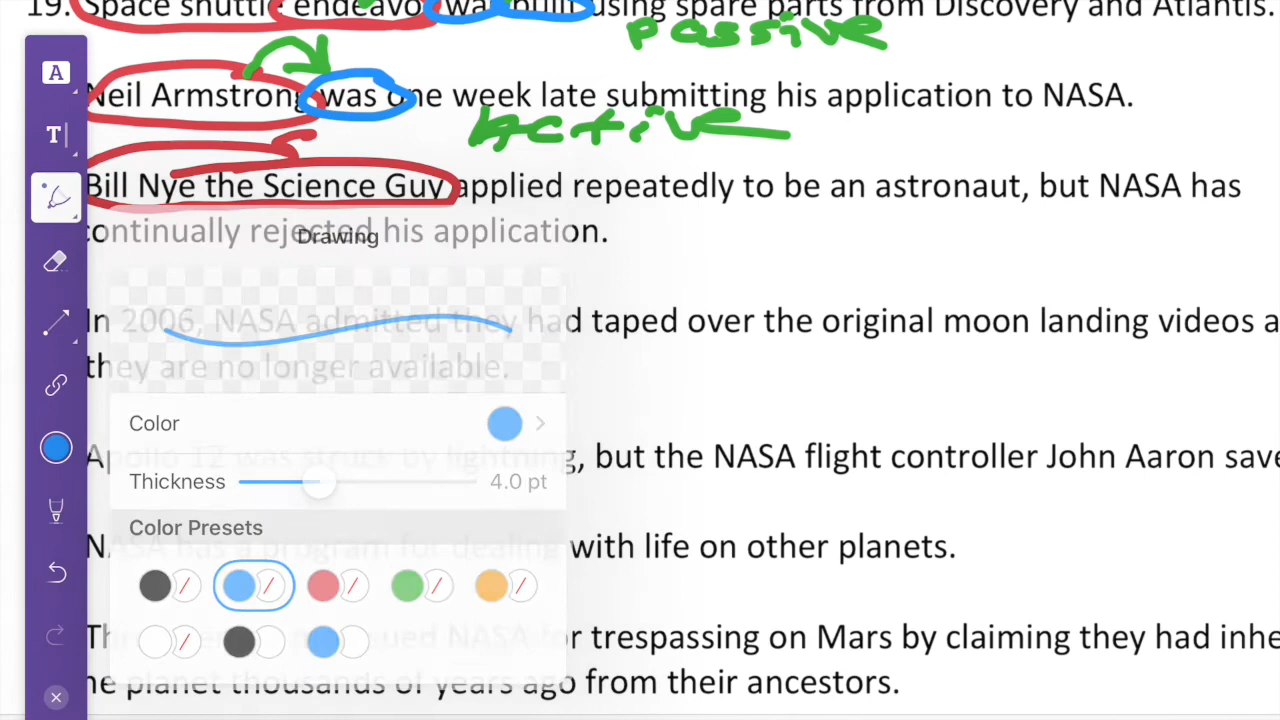 19. Space shuttle endeavor was built using spare parts from Discovery and Atlantis.
passive
Neil Armstrong was one week late submitting his application to NASA.
Active
Bill Nye the Science Guy applied repeatedly to be an astronaut, but NASA has
continually rejected his application.
Drawing
In 2006, NASA admitted they had taped over the original moon landing videos a
they are no longer available.
Color
Apollo 12 was struck by lightning, but the NASA flight controller John Aaron save
Thickness 4.0 pt
Color Presets
NASA has a program for dealing with life on other planets.
sued NASA for trespassing on Mars by claiming they had inhe
he planet thousands of years ago from their ancestors.
A
T